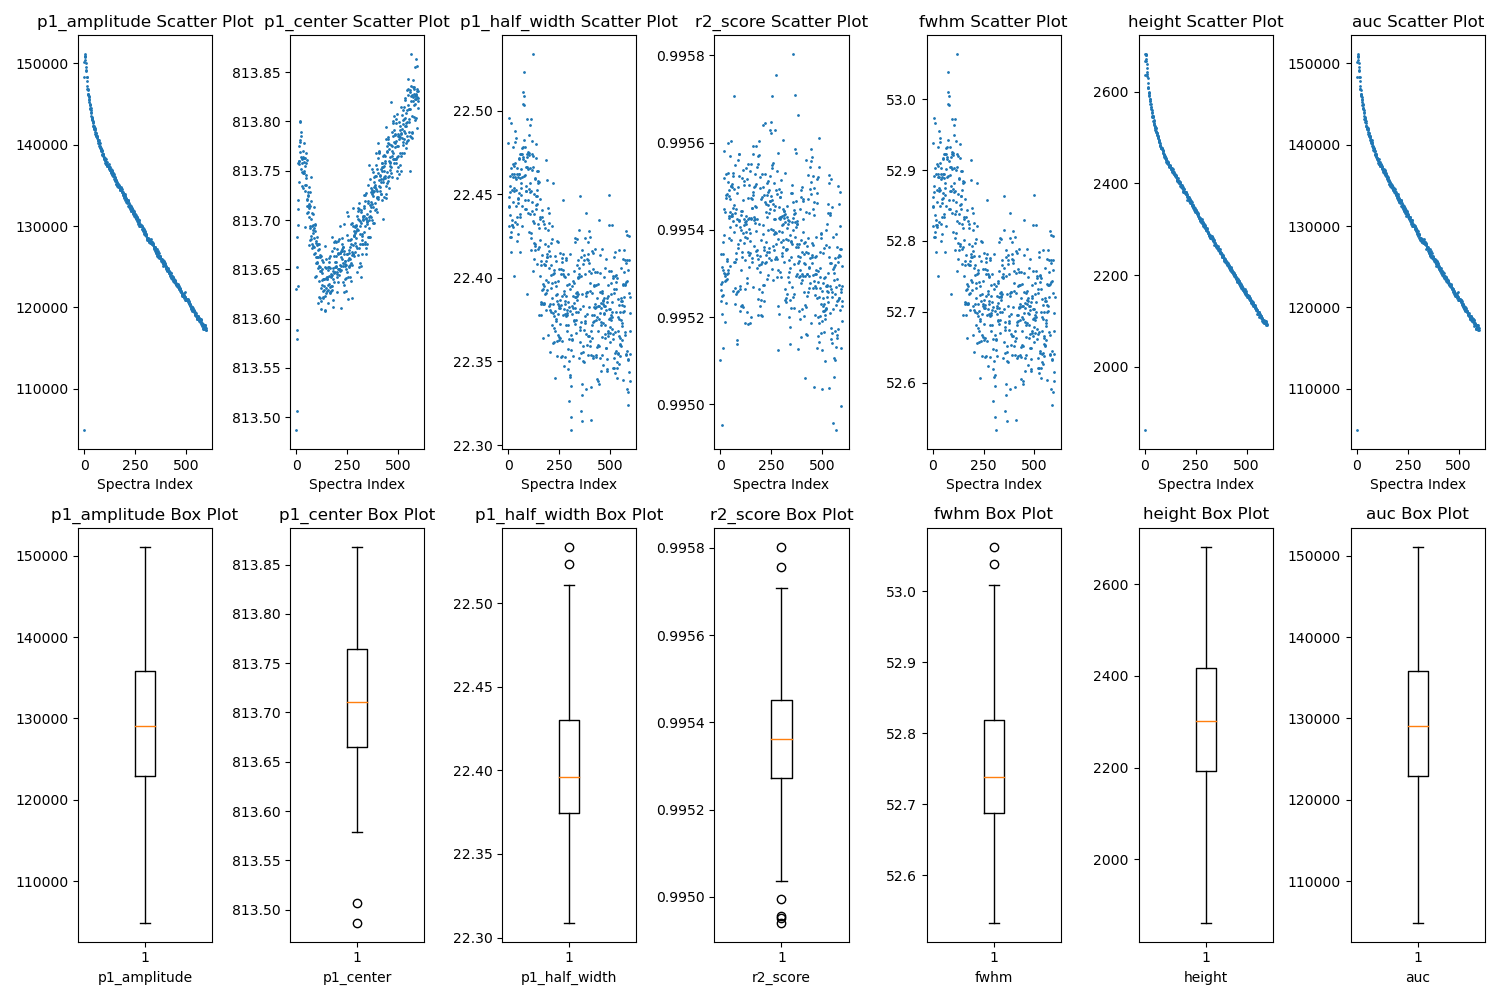 p1_amplitude Scatter Plot
150000
140000
130000
120000
110000
0 250 500
Spectra Index
p1_center Scatter Plot
813.85
813.80
813.75
813.70
813.65
813.60
813.55
813.50
0 250 500
Spectra Index
p1_half_width Scatter Plot
22.50
22.45
22.40
22.35
22.30
0 250 500
Spectra Index
r2_score Scatter Plot
0.9958
0.9956
0.9954
0.9952
0.9950
0 250 500
Spectra Index
fwhm Scatter Plot
53.0
52.9
52.8
52.7
52.6
0 250 500
Spectra Index
height Scatter Plot
2600
2400
2200
2000
0 250 500
Spectra Index
auc Scatter Plot
150000
140000
130000
120000
110000
0 250 500
Spectra Index
p1_amplitude Box Plot
150000
140000
130000
120000
110000
1
p1_amplitude
p1_center Box Plot
813.85
813.80
813.75
813.70
813.65
813.60
813.55
813.50
1
p1_center
p1_half_width Box Plot
22.50
22.45
22.40
22.35
22.30
1
p1_half_width
r2_score Box Plot
0.9958
0.9956
0.9954
0.9952
0.9950
1
r2_score
fwhm Box Plot
53.0
52.9
52.8
52.7
52.6
1
fwhm
height Box Plot
2600
2400
2200
2000
1
height
auc Box Plot
150000
140000
130000
120000
110000
1
auc